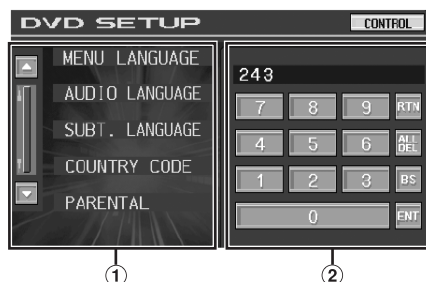 DVD SETUP
CONTROL
MENU LANGUAGE
AUDIO LANGUAGE
SUBT. LANGUAGE
COUNTRY CODE
PARENTAL
243
7 8 9 RTN
4 5 6 ALL DEL
1 2 3 BS
0 ENT
1 2